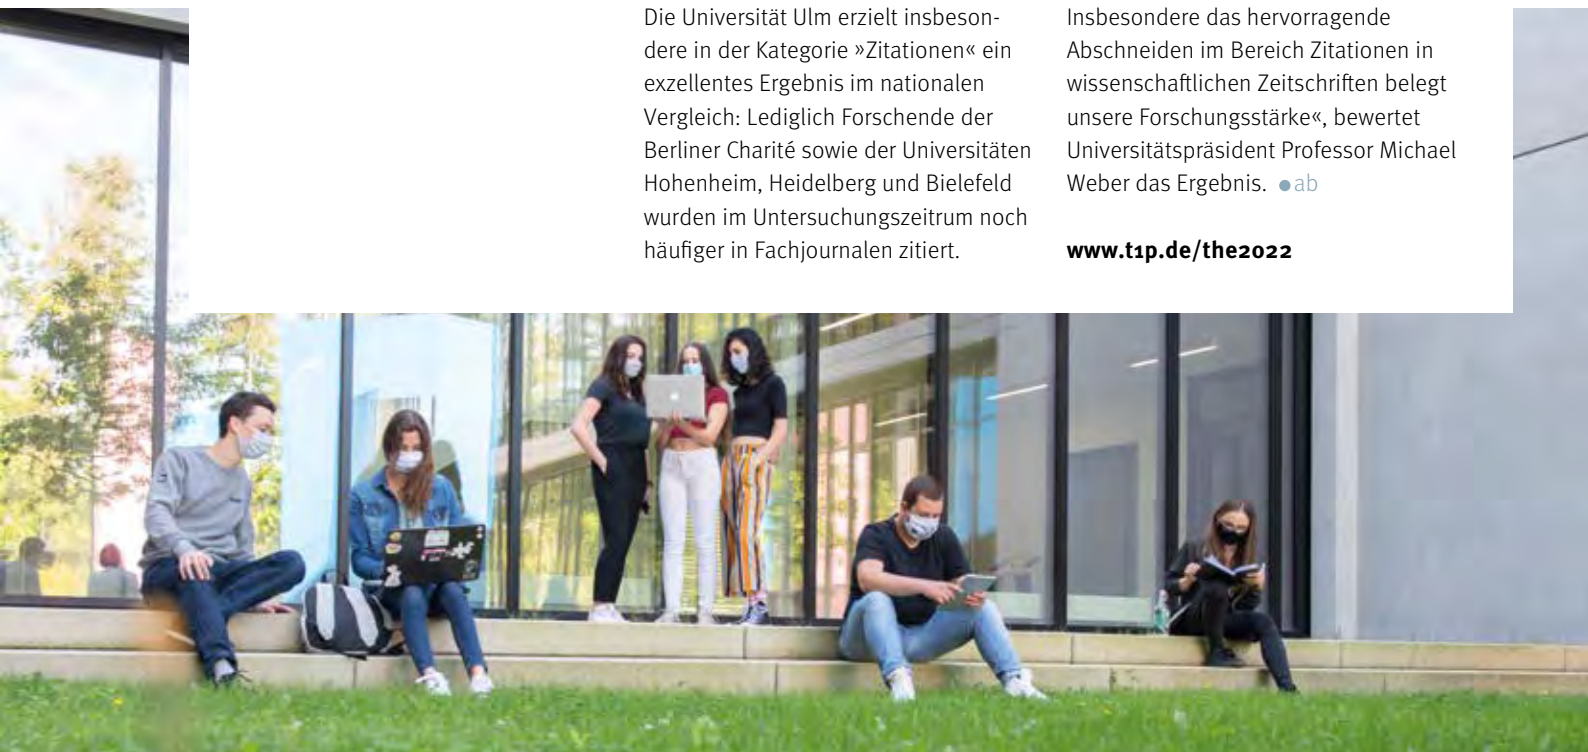 Die Universität Ulm erzielt insbeson-
dere in der Kategorie »Zitationen« ein
exzellentes Ergebnis im nationalen
Vergleich: Lediglich Forschende der
Berliner Charité sowie der Universitäten
Hohenheim, Heidelberg und Bielefeld
wurden im Untersuchungszeitrum noch
häufiger in Fachjournalen zitiert.
Insbesondere das hervorragende
Abschneiden im Bereich Zitationen in
wissenschaftlichen Zeitschriften belegt
unsere Forschungsstärke«, bewertet
Universitätspräsident Professor Michael
Weber das Ergebnis. ●ab
www.t1p.de/the2022